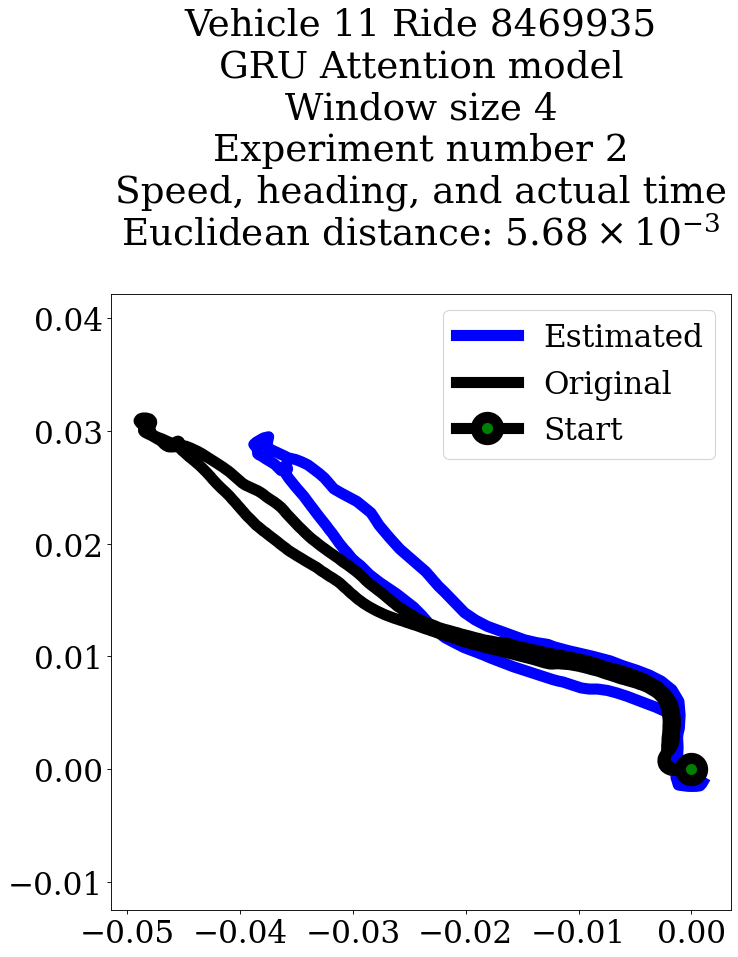 Vehicle 11 Ride 8469935
GRU Attention model
Window size 4
Experiment number 2
Speed, heading, and actual time
Euclidean distance: 5.68 × 10⁻³
Estimated
Original
Start
0.04
0.03
0.02
0.01
0.00
−0.01
−0.05 −0.04 −0.03 −0.02 −0.01 0.00